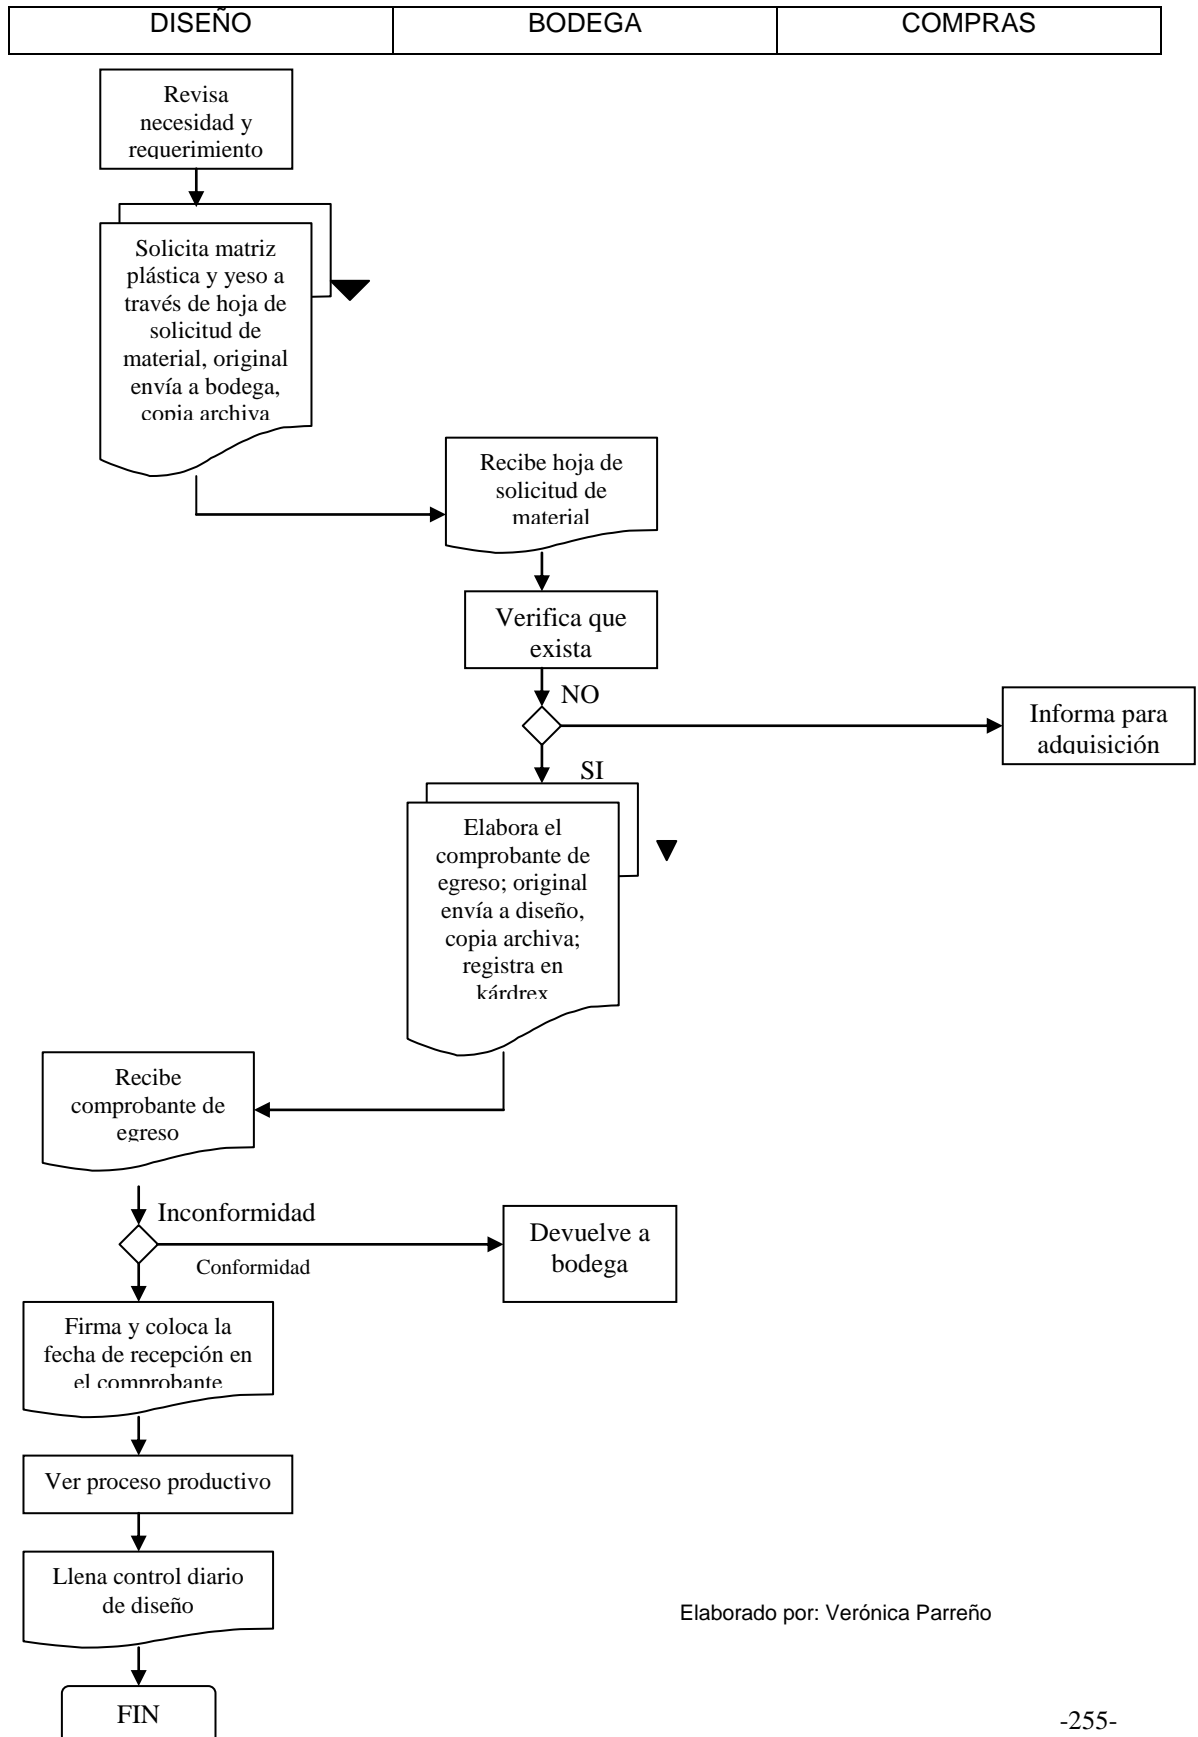 DISEÑO BODEGA COMPRAS
Revisa
necesidad y
requerimiento
Solicita matriz
plástica y yeso a
través de hoja de
solicitud de
material, original
envía a bodega,
copia archiva
Recibe hoja de
solicitud de
material
Verifica que
exista
NO
Informa para
adquisición
SI
Elabora el
comprobante de
egreso; original
envía a diseño,
copia archiva;
registra en
kárdrex
Recibe
comprobante de
egreso
Inconformidad
Devuelve a
bodega
Conformidad
Firma y coloca la
fecha de recepción en
el comprobante
Ver proceso productivo
Llena control diario
de diseño
Elaborado por: Verónica Parreño
FIN
-255-